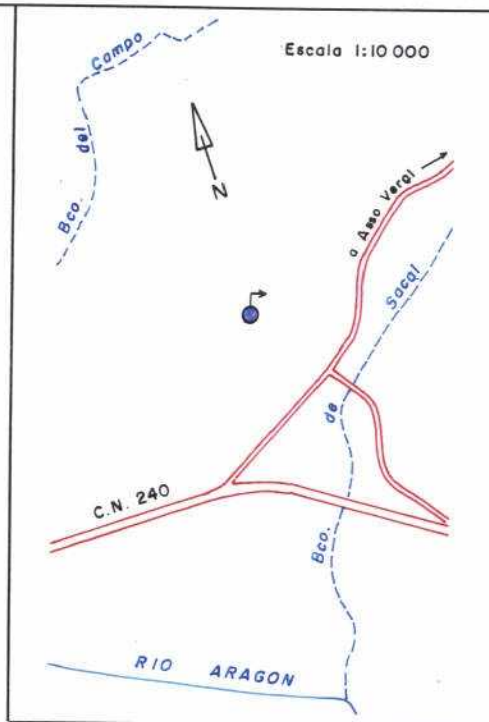 Escala 1:10 000
Bco. del Campo
N
a Asso Veral
Bco. de Sacal
C.N. 240
RIO ARAGON